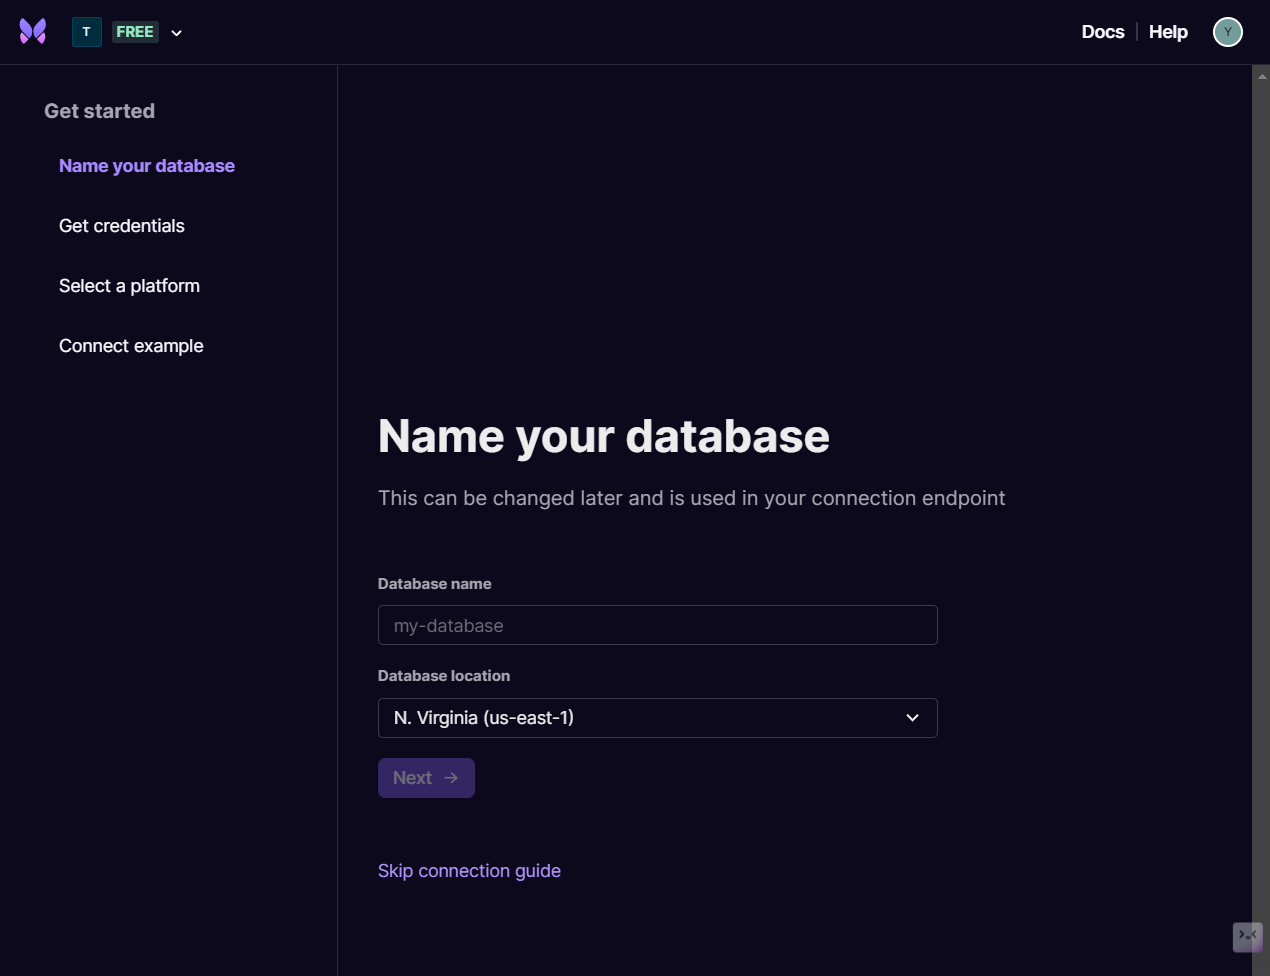 T FREE
Docs | Help Y
Get started
Name your database
Get credentials
Select a platform
Connect example
Name your database
This can be changed later and is used in your connection endpoint
Database name
my-database
Database location
N. Virginia (us-east-1)
Next →
Skip connection guide